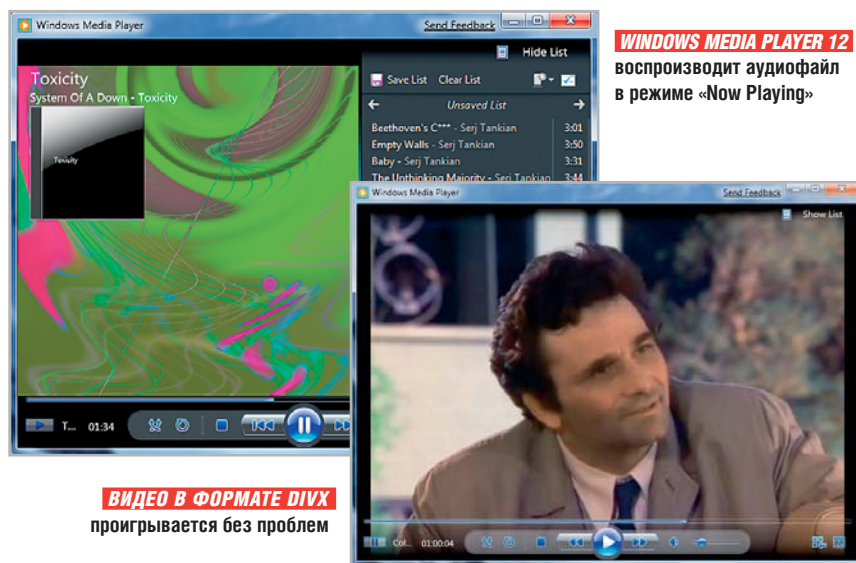 Windows Media Player
Send Feedback
Hide List
Toxicity
System Of A Down - Toxicity
Toxicity
Save List Clear List
Unsaved List
Beethoven's C*** - Serj Tankian 3:01
Empty Walls - Serj Tankian 3:50
Baby - Serj Tankian 3:31
The Unthinking Majority - Serj Tankian 3:44
T... 01:34
WINDOWS MEDIA PLAYER 12
воспроизводит аудиофайл
в режиме «Now Playing»
Windows Media Player
Send Feedback
Show List
Col... 01:00:04
ВИДЕО В ФОРМАТЕ DIVX
проигрывается без проблем